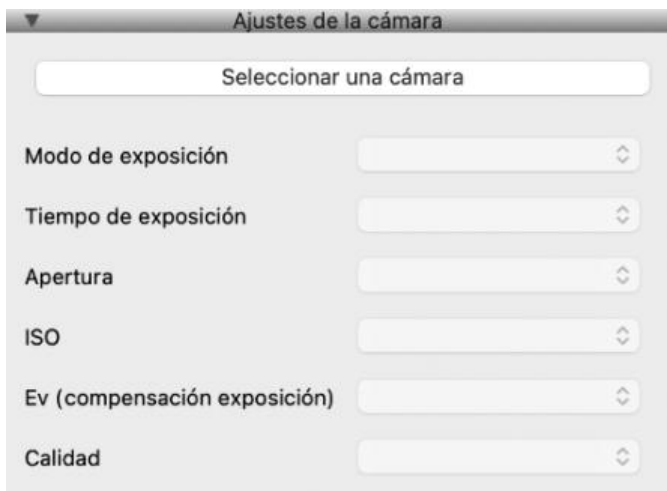 Ajustes de la cámara
Seleccionar una cámara
Modo de exposición
Tiempo de exposición
Apertura
ISO
Ev (compensación exposición)
Calidad